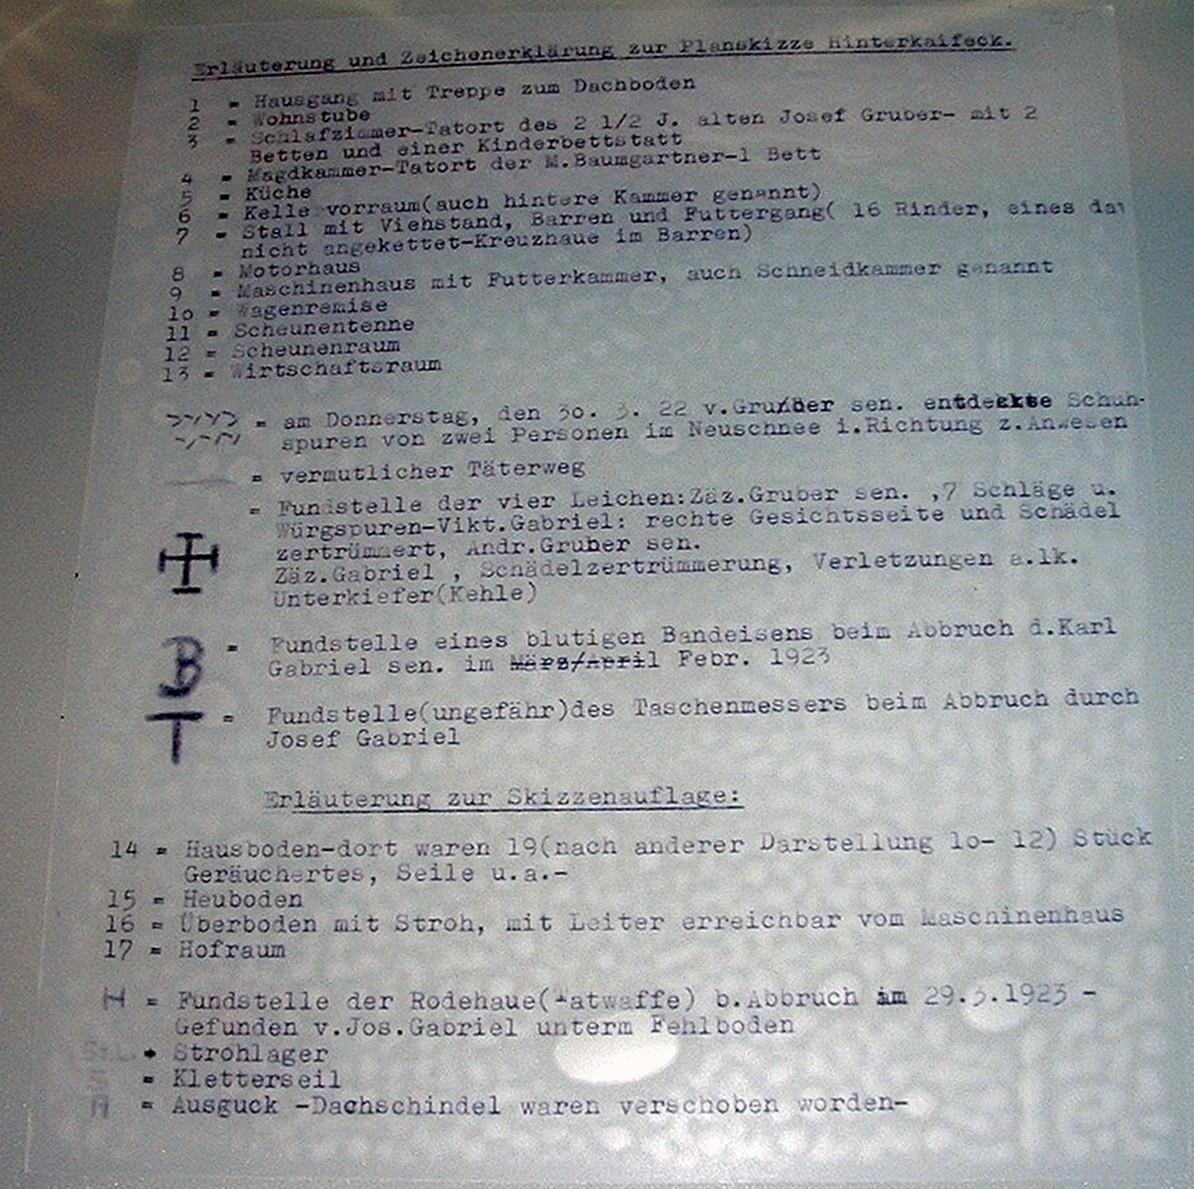 Erläuterung und Zeichenerklärung zur Planskizze Hinterkaifeck.
1 = Hausgang mit Treppe zum Dachboden
2 = Wohnstube
3 = Schlafzimmer-Tatort des 2 1/2 J. alten Josef Gruber- mit 2
Betten und einer Kinderbettstatt
4 = Magdkammer-Tatort der M.Baumgartner-1 Bett
5 = Küche
6 = Kelle vorraum(auch hintere Kammer genannt)
7 = Stall mit Viehstand, Barren und Futtergang( 16 Rinder, eines
nicht angekettet-Kreuzhaue im Barren)
8 = Motorhaus
9 = Maschinenhaus mit Futterkammer, auch Schneidkammer genannt
1o = Wagenremise
11 = Scheunentenne
12 = Scheunenraum
13 = Wirtschaftsraum
= am Donnerstag, den 3o. 3. 22 v.Gruber sen. entdeckte Schuh-
spuren von zwei Personen im Neuschnee i.Richtung z.Anwesen
= vermutlicher Täterweg
= Fundstelle der vier Leichen:Zäz.Gruber sen. ,7 Schläge u.
Würgspuren-Vikt.Gabriel: rechte Gesichtsseite und Schädel
zertrümmert, Andr.Gruber sen.
Zäz.Gabriel , Schädelzertrümmerung, Verletzungen a.lk.
Unterkiefer(Kehle)
B = Fundstelle eines blutigen Bandeisens beim Abbruch d.Karl
Gabriel sen. im März/April Febr. 1923
T = Fundstelle(ungefähr)des Taschenmessers beim Abbruch durch
Josef Gabriel
Erläuterung zur Skizzenauflage:
14 = Hausboden-dort waren 19(nach anderer Darstellung 1o- 12) Stück
Geräuchertes, Seile u.a.-
15 = Heuboden
16 = Überboden mit Stroh, mit Leiter erreichbar vom Maschinenhaus
17 = Hofraum
H = Fundstelle der Rodehaue(Tatwaffe) b.Abbruch am 29.3.1923 -
Gefunden v.Jos.Gabriel unterm Fehlboden
= Strohlager
= Kletterseil
A = Ausguck -Dachschindel waren verschoben worden-